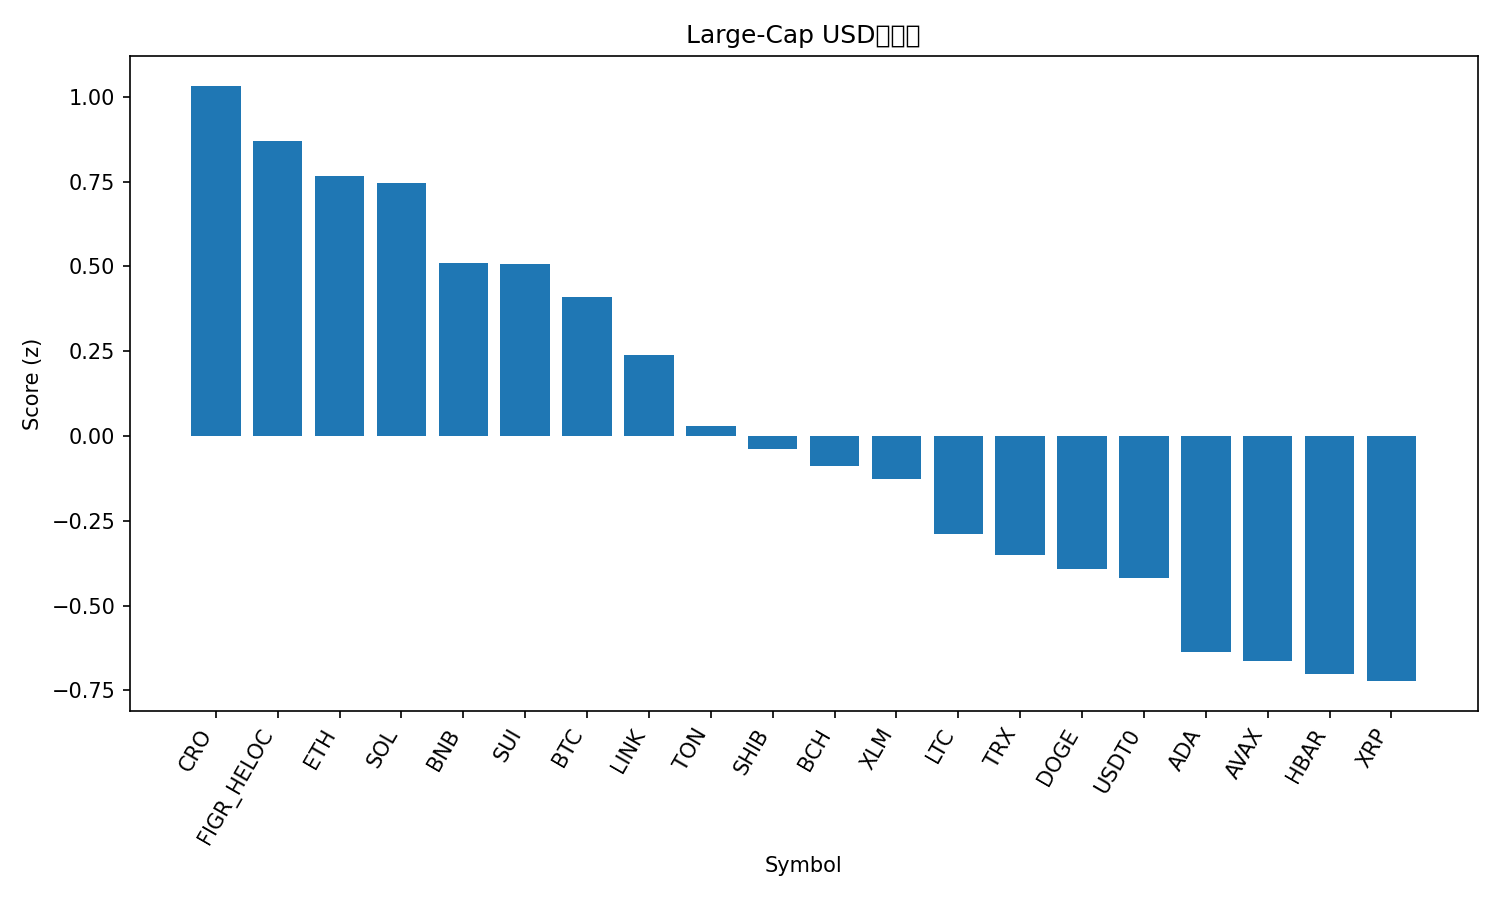 Large-Cap USD
1.00
0.75
0.50
0.25
0.00
−0.25
−0.50
−0.75
Score (z)
CRO
FIGR_HELOC
ETH
SOL
BNB
SUI
BTC
LINK
TON
SHIB
BCH
XLM
LTC
TRX
DOGE
USDT0
ADA
AVAX
HBAR
XRP
Symbol